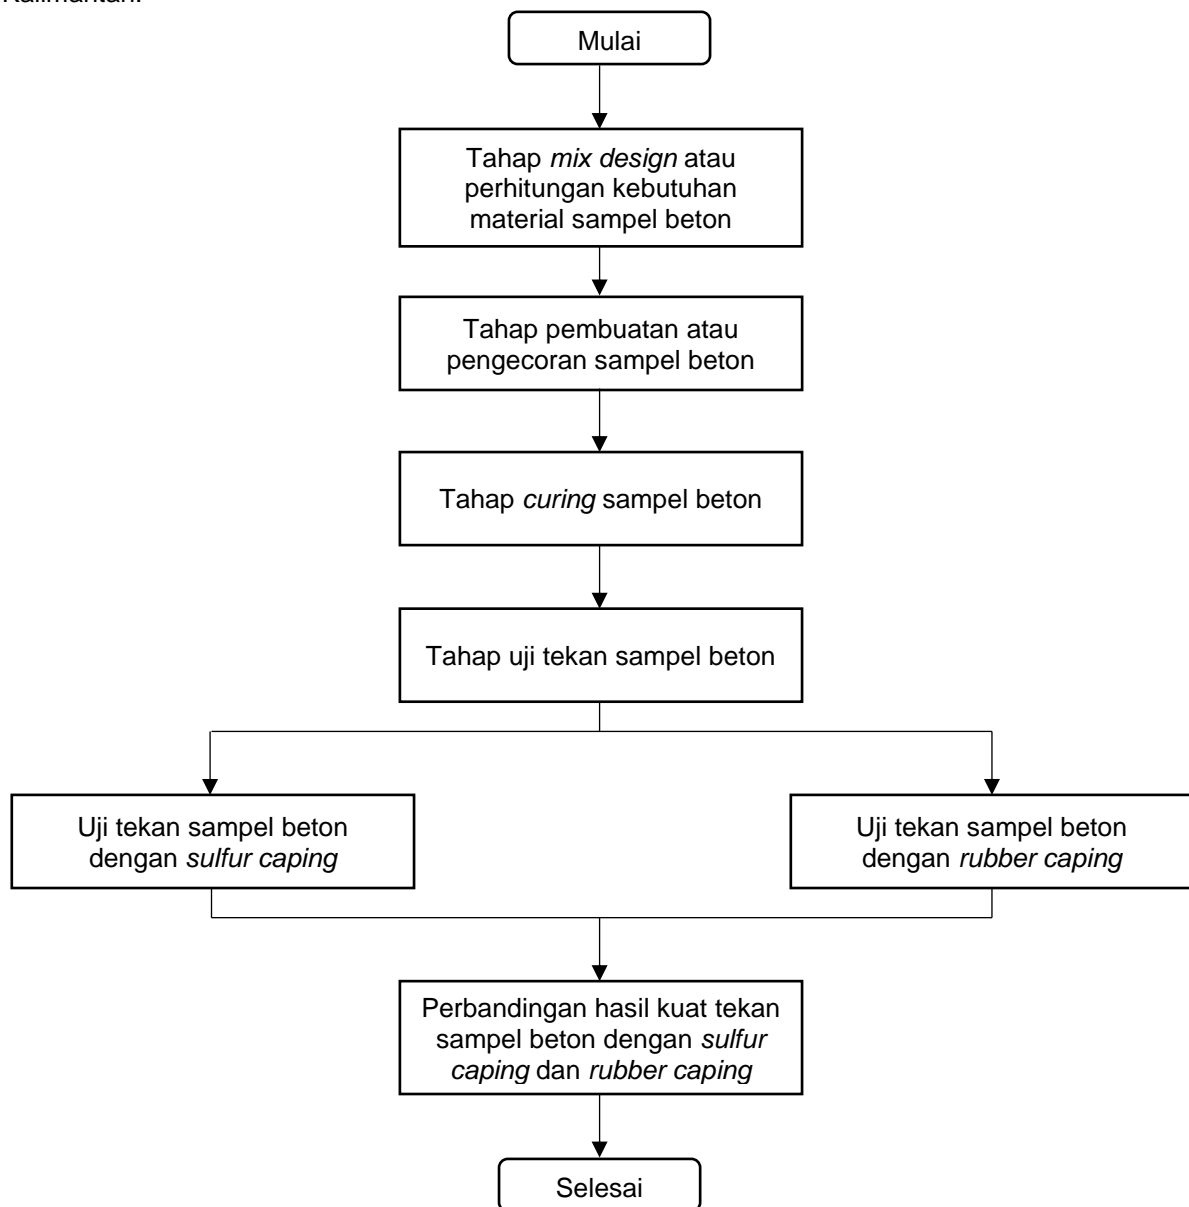 Kalimantan.
Mulai
Tahap mix design atau
perhitungan kebutuhan
material sampel beton
Tahap pembuatan atau
pengecoran sampel beton
Tahap curing sampel beton
Tahap uji tekan sampel beton
Uji tekan sampel beton
dengan sulfur caping
Uji tekan sampel beton
dengan rubber caping
Perbandingan hasil kuat tekan
sampel beton dengan sulfur
caping dan rubber caping
Selesai